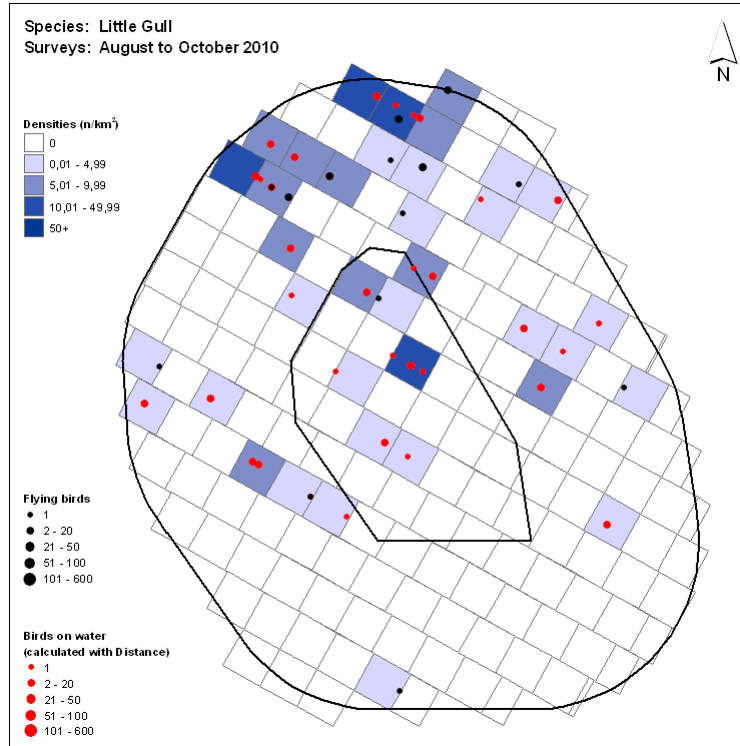 Species: Little Gull
Surveys: August to October 2010
N
Densities (n/km²)
0
0,01 - 4,99
5,01 - 9,99
10,01 - 49,99
50+
Flying birds
1
2 - 20
21 - 50
51 - 100
101 - 600
Birds on water
(calculated with Distance)
1
2 - 20
21 - 50
51 - 100
101 - 600